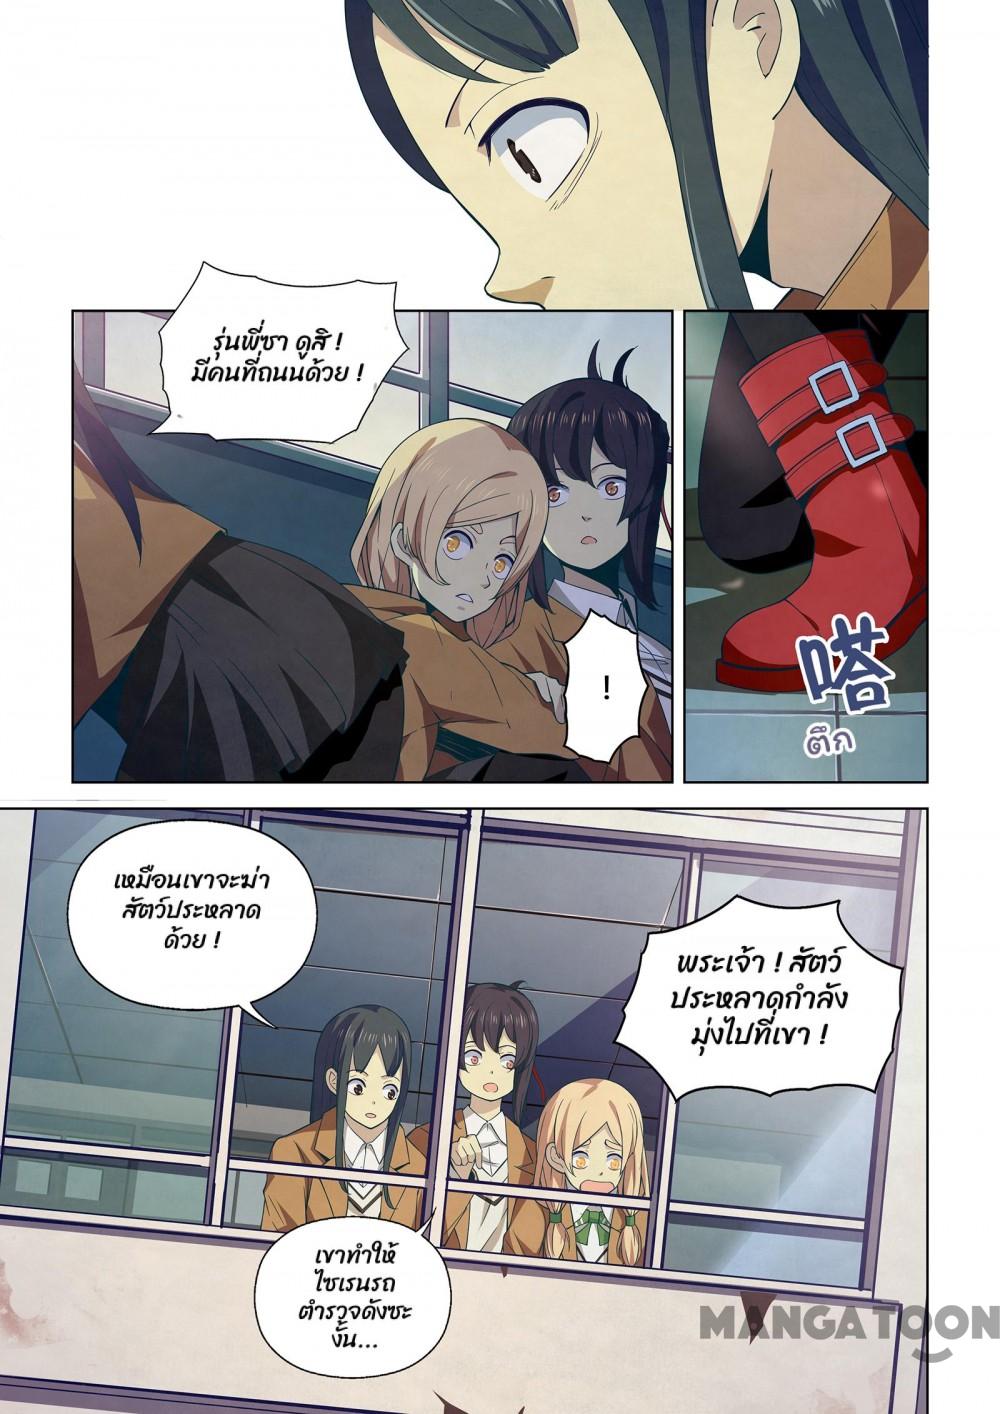 รุ่นพี่ซา ดูสิ !
มีคนที่ถนนด้วย !
!
嗒
ตึก
เหมือนเขาจะฆ่า
สัตว์ประหลาด
ด้วย !
พระเจ้า ! สัตว์
ประหลาดกำลัง
มุ่งไปที่เขา !
เขาทำให้
ไซเรนรถ
ตำรวจดังซะ
งั้น...
MANGATOON